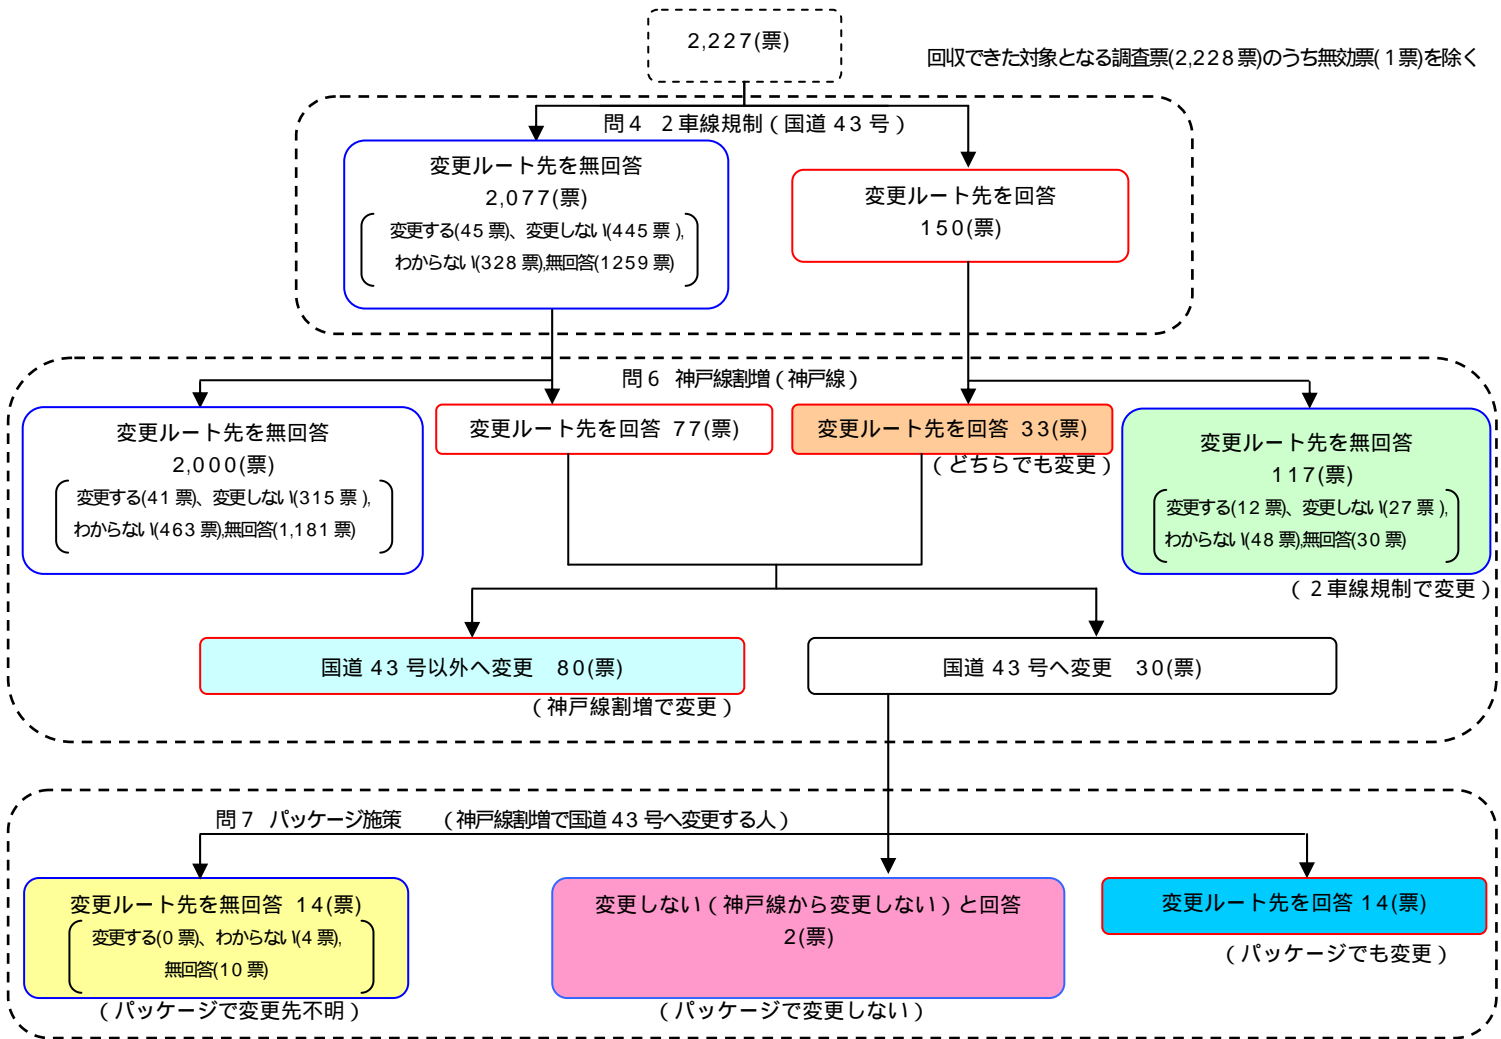 2,227(票)
回収できた対象となる調査票(2,228票)のうち無効票(1票)を除く
問4 2車線規制(国道43号)
変更ルート先を無回答
2,077(票)
変更する(45票)、変更しない(445票),
わからない(328票),無回答(1259票)
変更ルート先を回答
150(票)
問6 神戸線割増(神戸線)
変更ルート先を無回答
2,000(票)
変更する(41票)、変更しない(315票),
わからない(463票),無回答(1,181票)
変更ルート先を回答 77(票)
変更ルート先を回答 33(票)
(どちらでも変更)
変更ルート先を無回答
117(票)
変更する(12票)、変更しない(27票),
わからない(48票),無回答(30票)
(2車線規制で変更)
国道43号以外へ変更 80(票)
(神戸線割増で変更)
国道43号へ変更 30(票)
問7 パッケージ施策 (神戸線割増で国道43号へ変更する人)
変更ルート先を無回答 14(票)
変更する(0票)、わからない(4票),
無回答(10票)
(パッケージで変更先不明)
変更しない(神戸線から変更しない)と回答
2(票)
(パッケージで変更しない)
変更ルート先を回答 14(票)
(パッケージでも変更)